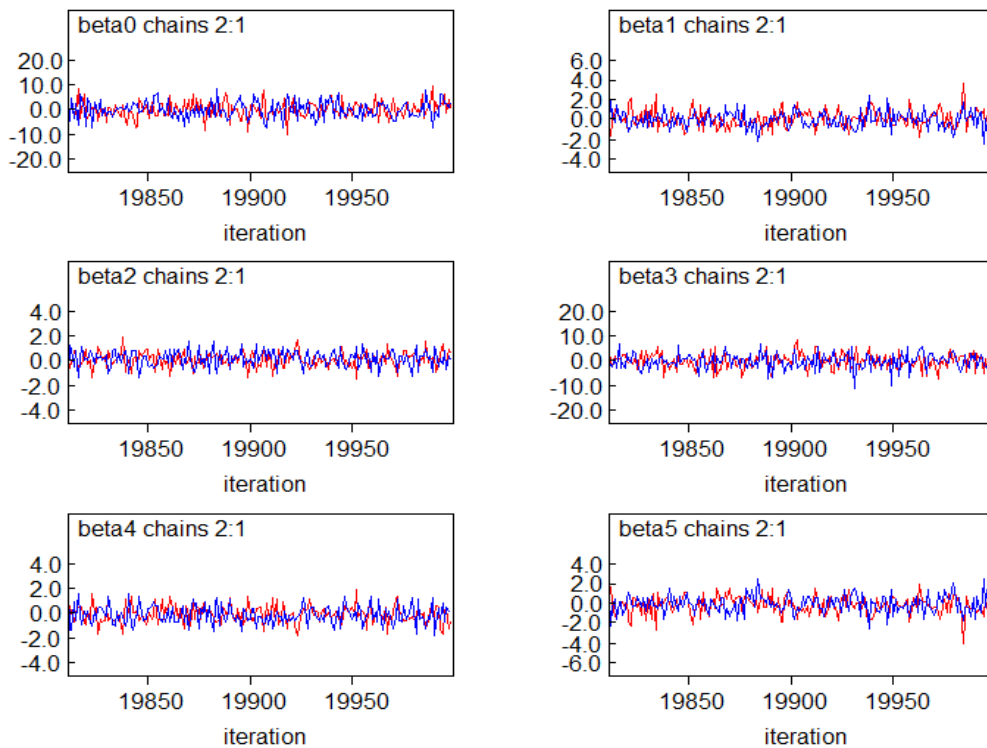 beta0 chains 2:1
20.0
10.0
0.0
-10.0
-20.0
19850 19900 19950
iteration
beta1 chains 2:1
6.0
4.0
2.0
0.0
-2.0
-4.0
19850 19900 19950
iteration
beta2 chains 2:1
4.0
2.0
0.0
-2.0
-4.0
19850 19900 19950
iteration
beta3 chains 2:1
20.0
10.0
0.0
-10.0
-20.0
19850 19900 19950
iteration
beta4 chains 2:1
4.0
2.0
0.0
-2.0
-4.0
19850 19900 19950
iteration
beta5 chains 2:1
4.0
2.0
0.0
-2.0
-4.0
-6.0
19850 19900 19950
iteration